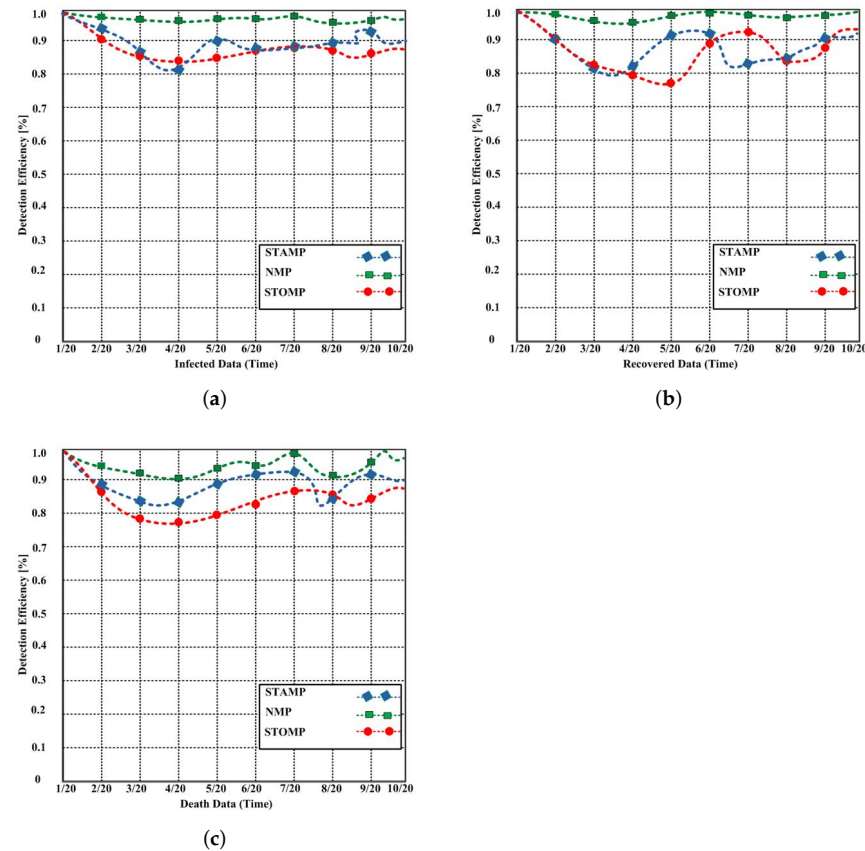 Detection Efficiency [%]
1.0
0.9
0.8
0.7
0.6
0.5
0.4
0.3
0.2
0.1
0
STAMP
NMP
STOMP
1/20 2/20 3/20 4/20 5/20 6/20 7/20 8/20 9/20 10/20
Infected Data (Time)
(a)
Detection Efficiency [%]
1.0
0.9
0.8
0.7
0.6
0.5
0.4
0.3
0.2
0.1
0
STAMP
NMP
STOMP
1/20 2/20 3/20 4/20 5/20 6/20 7/20 8/20 9/20 10/20
Recovered Data (Time)
(b)
Detection Efficiency [%]
1.0
0.9
0.8
0.7
0.6
0.5
0.4
0.3
0.2
0.1
0
STAMP
NMP
STOMP
1/20 2/20 3/20 4/20 5/20 6/20 7/20 8/20 9/20 10/20
Death Data (Time)
(c)